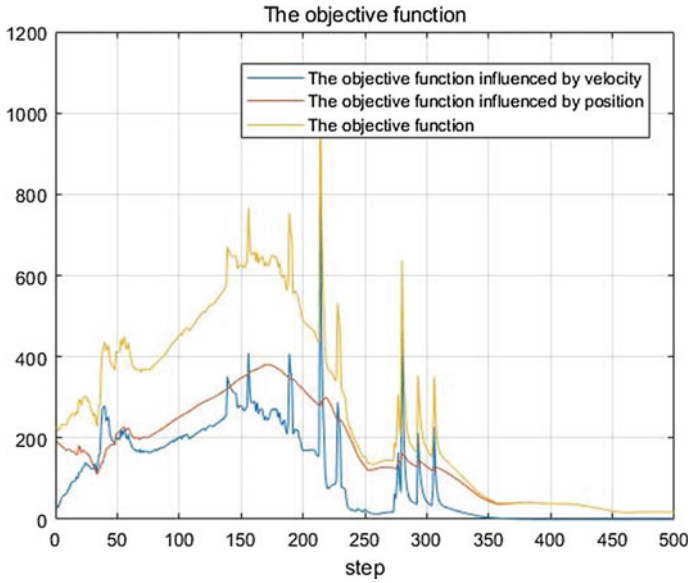 The objective function
1200
The objective function influenced by velocity
The objective function influenced by position
The objective function
1000
800
600
400
200
0
0 50 100 150 200 250 300 350 400 450 500
step